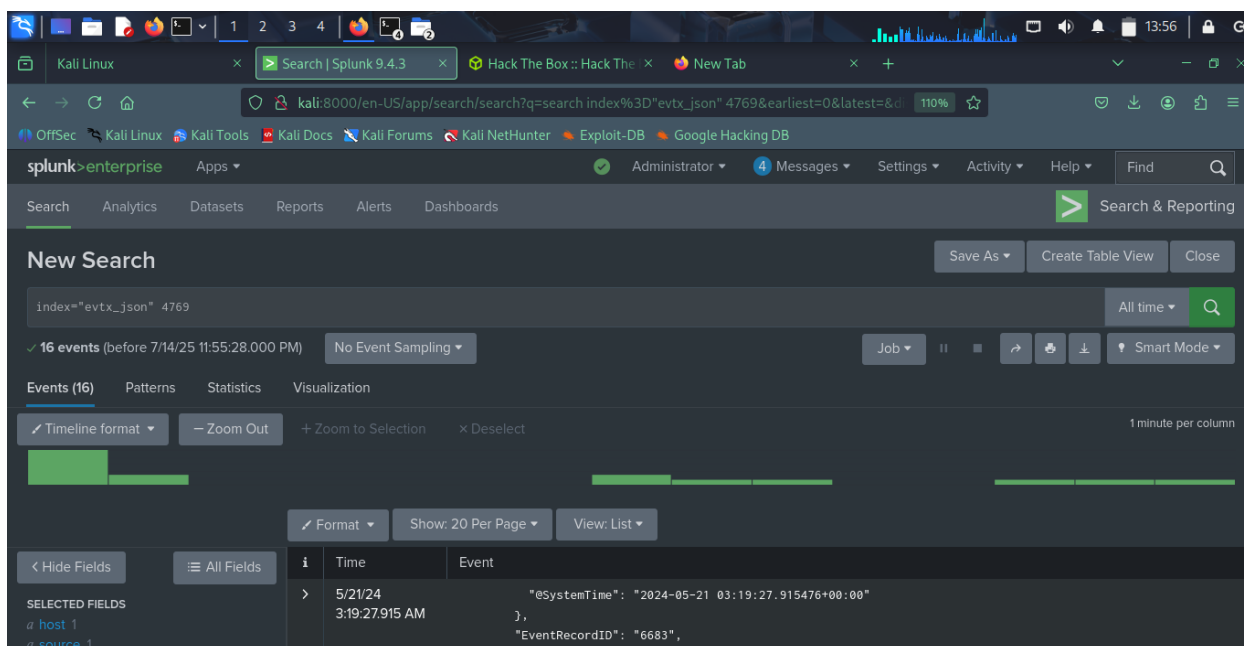 1 2 3 4 4 2 13:56 G
Kali Linux × Search | Splunk 9.4.3 × Hack The Box :: Hack The × New Tab × +
kali:8000/en-US/app/search/search?q=search index%3D"evtx_json" 4769&earliest=0&latest=&di 110%
OffSec Kali Linux Kali Tools Kali Docs Kali Forums Kali NetHunter Exploit-DB Google Hacking DB
splunk>enterprise Apps Administrator 4 Messages Settings Activity Help Find
Search Analytics Datasets Reports Alerts Dashboards Search & Reporting
New Search Save As Create Table View Close
index="evtx_json" 4769 All time
16 events (before 7/14/25 11:55:28.000 PM) No Event Sampling Job Smart Mode
Events (16) Patterns Statistics Visualization
Timeline format — Zoom Out + Zoom to Selection × Deselect 1 minute per column
Format Show: 20 Per Page View: List
< Hide Fields All Fields i Time Event
SELECTED FIELDS
a host 1
a source 1
> 5/21/24
3:19:27.915 AM
"@SystemTime": "2024-05-21 03:19:27.915476+00:00"
},
"EventRecordID": "6683",